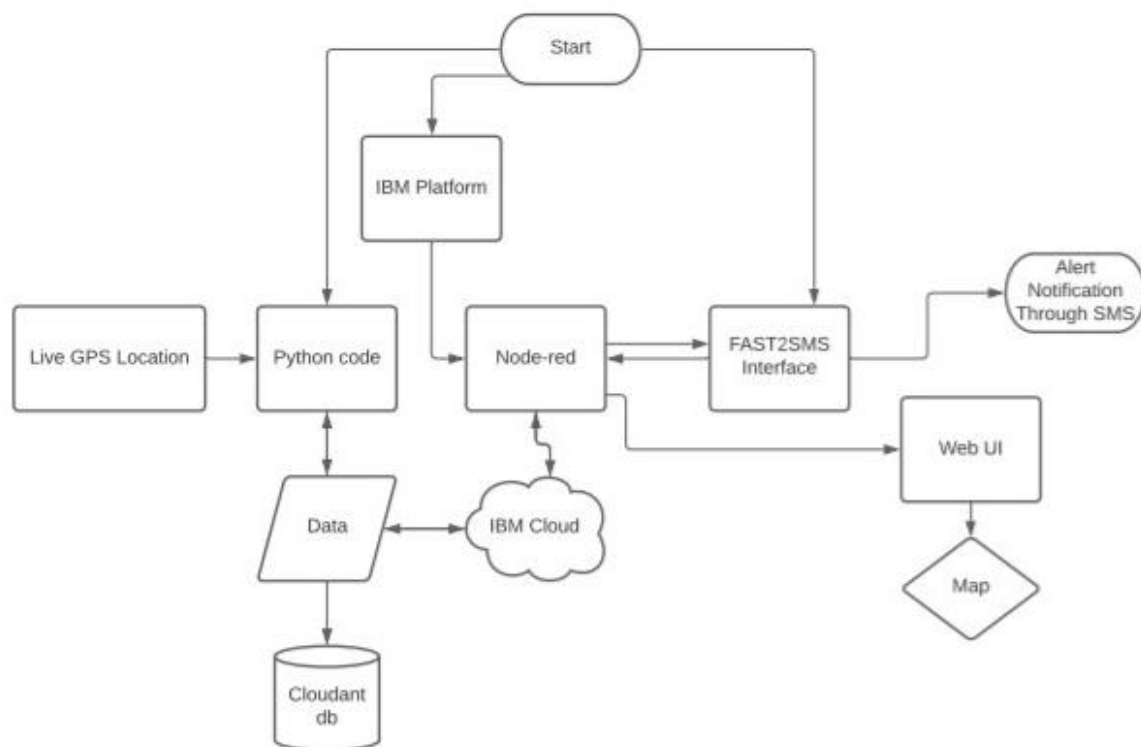 Start
IBM Platform
Alert
Notification
Through SMS
Live GPS Location
Python code
Node-red
FAST2SMS
Interface
Web UI
Data
IBM Cloud
Map
Cloudant
db